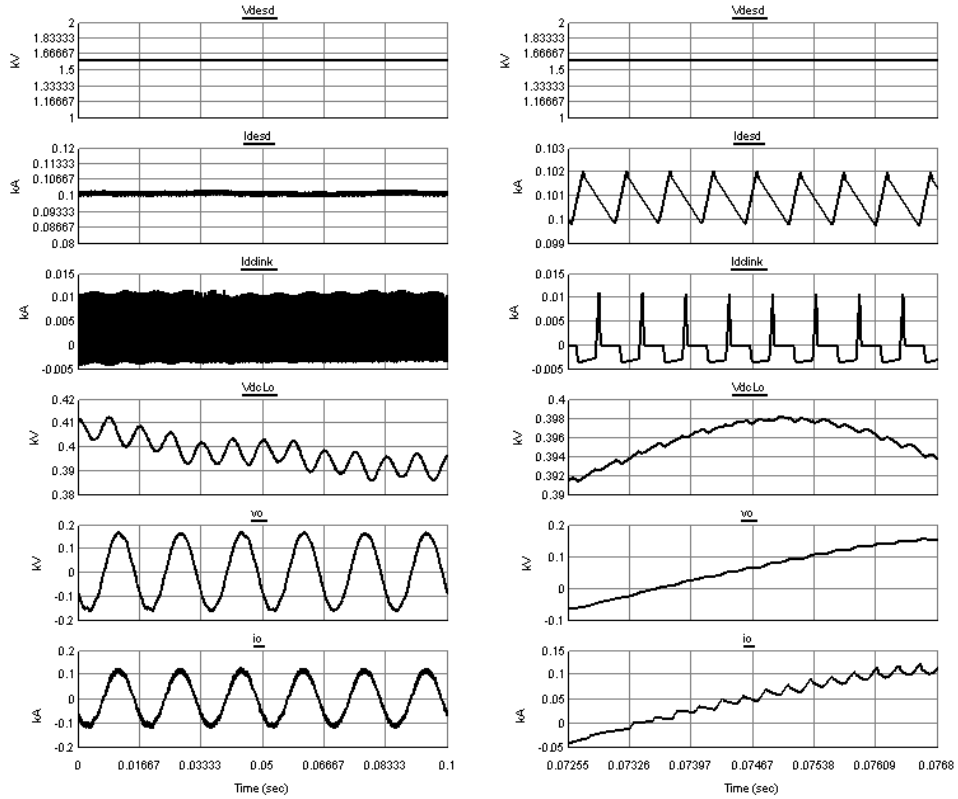 Vdesd
2
1.83333
1.66667
1.5
1.33333
1.16667
1
kV
Idesd
0.12
0.11333
0.10667
0.1
0.09333
0.08667
0.08
kA
Idclink
0.015
0.01
0.005
0
-0.005
kA
VdcLo
0.42
0.41
0.4
0.39
0.38
kV
vo
0.2
0.1
0
-0.1
-0.2
kV
io
0.2
0.1
0
-0.1
-0.2
kA
0 0.01667 0.03333 0.05 0.06667 0.08333 0.1
Time (sec)
Vdesd
2
1.83333
1.66667
1.5
1.33333
1.16667
1
kV
Idesd
0.103
0.102
0.101
0.1
0.099
kA
Idclink
0.015
0.01
0.005
0
-0.005
kA
VdcLo
0.4
0.398
0.396
0.394
0.392
0.39
kV
vo
0.2
0.1
0
-0.1
kV
io
0.15
0.1
0.05
0
-0.05
kA
0.07255 0.07326 0.07397 0.07467 0.07538 0.07609 0.0768
Time (sec)